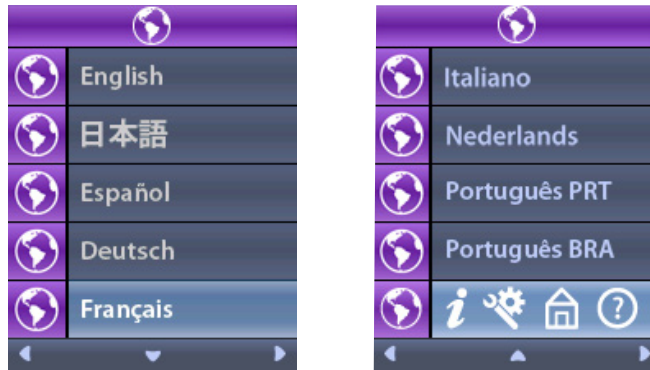 English
日本語
Español
Deutsch
Français
Italiano
Nederlands
Português PRT
Português BRA